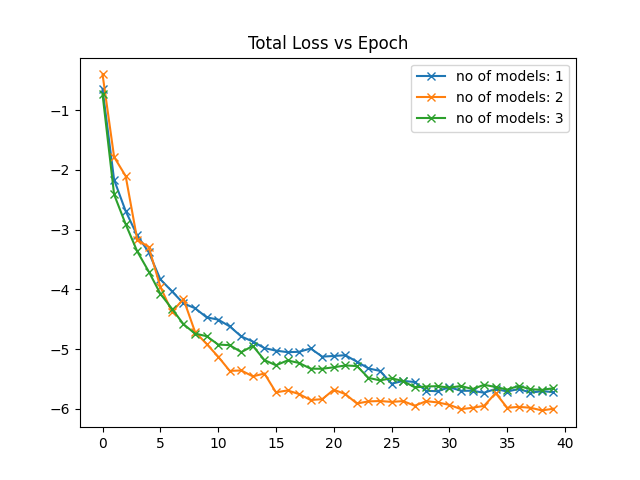 Total Loss vs Epoch
no of models: 1
no of models: 2
no of models: 3
−1
−2
−3
−4
−5
−6
0 5 10 15 20 25 30 35 40